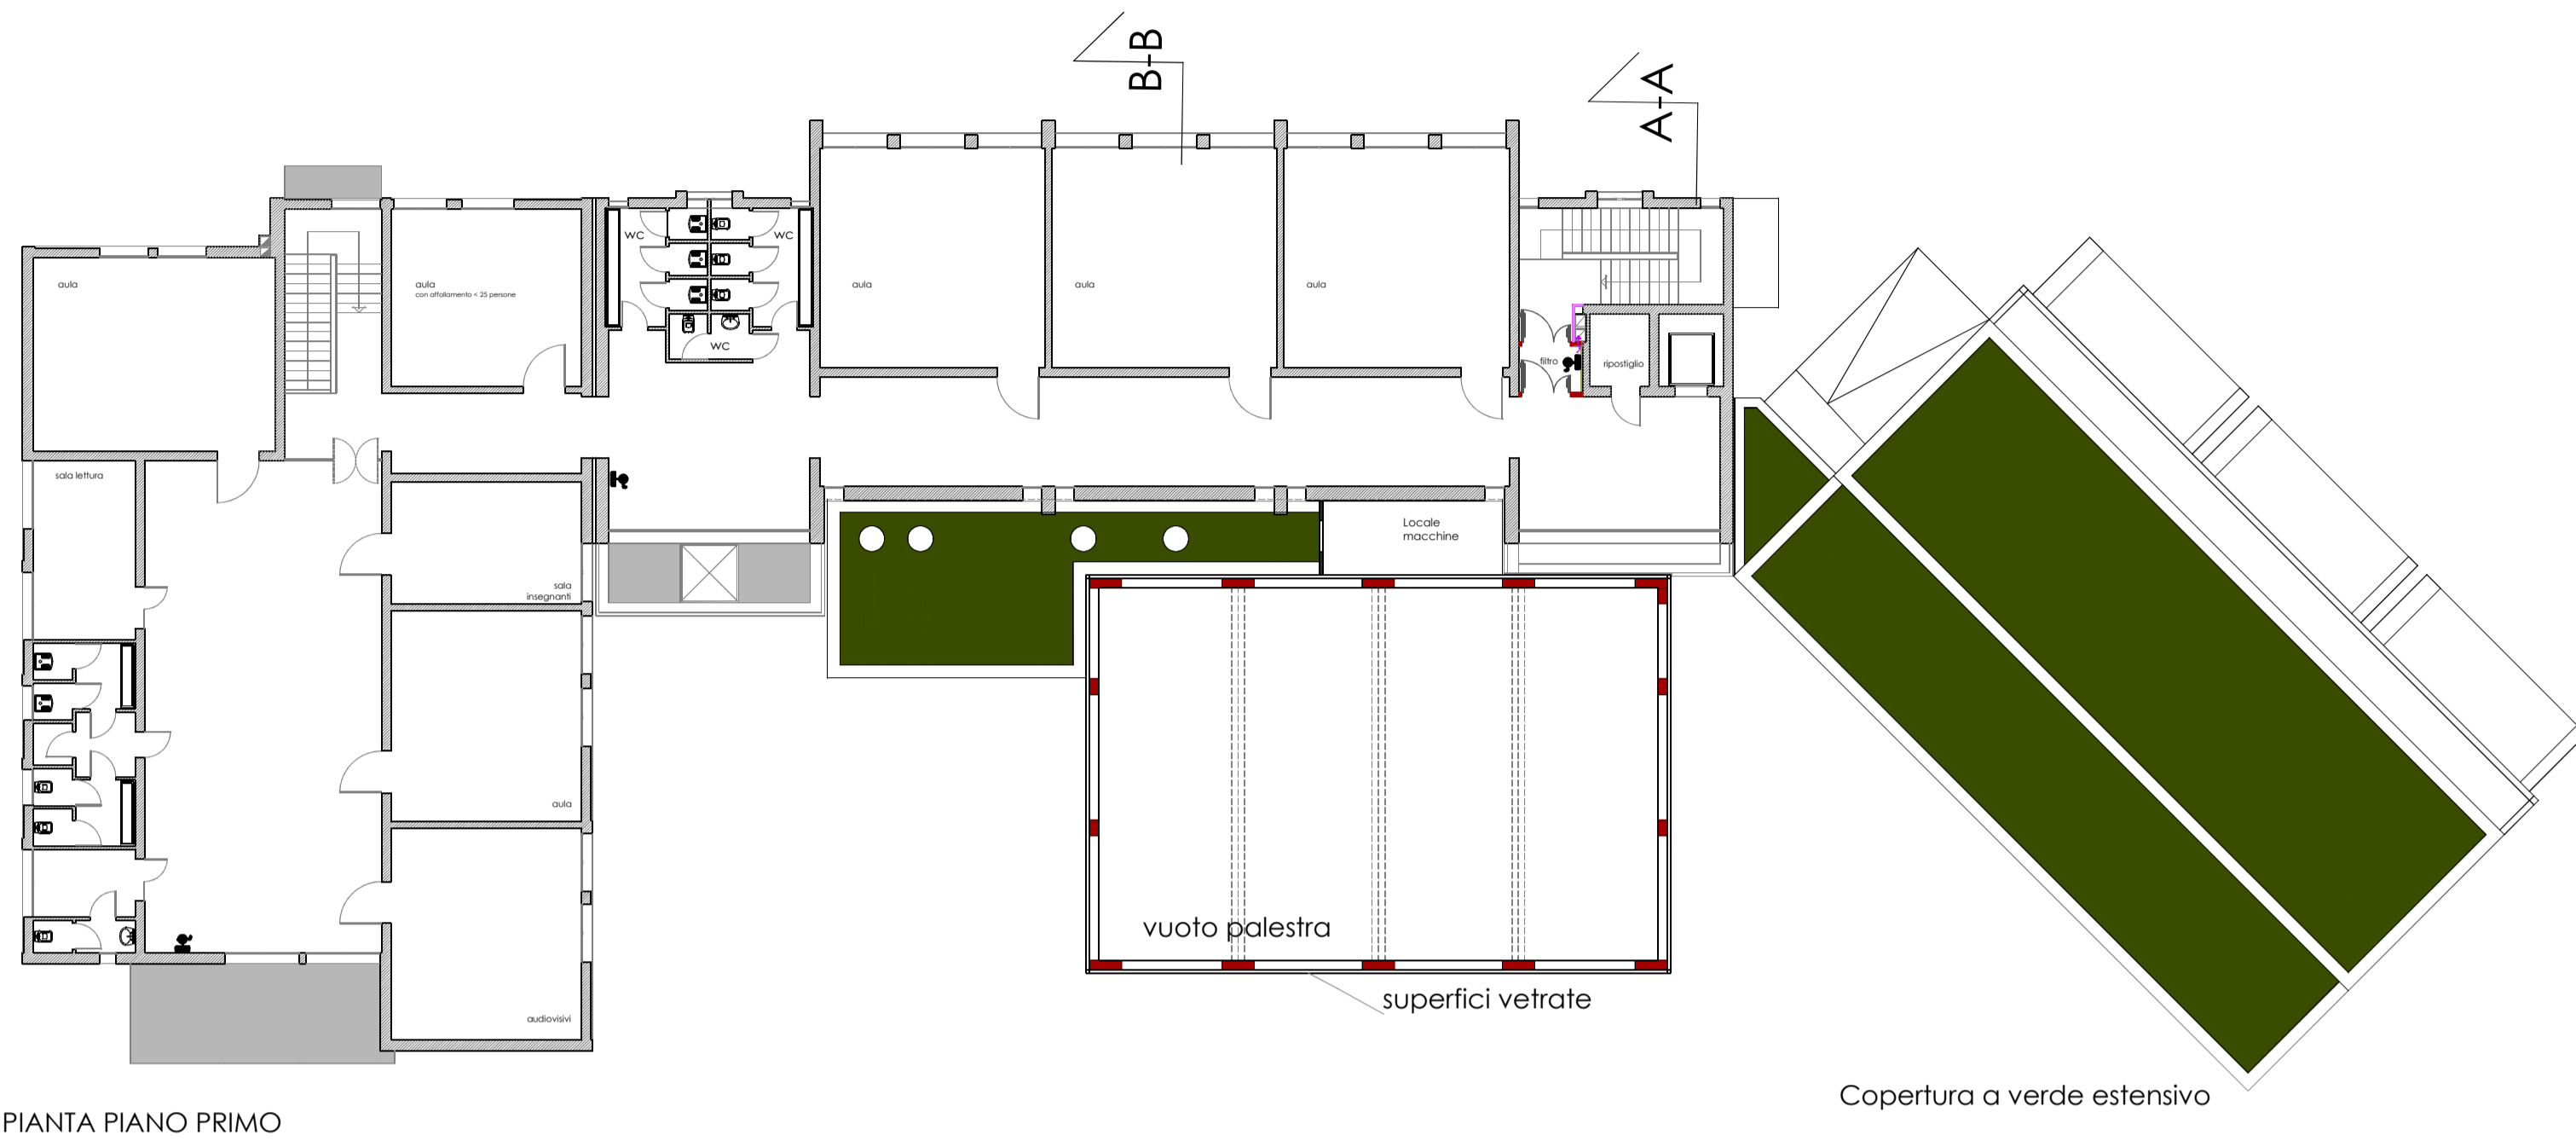 B-B
A-A
WC
WC
aula
aula
con affollamento < 25 persone
aula
aula
aula
WC
filtro
ripostiglio
sala lettura
Locale
macchine
sala
insegnanti
aula
vuoto palestra
superfici vetrate
audiovisivi
Copertura a verde estensivo
PIANTA PIANO PRIMO